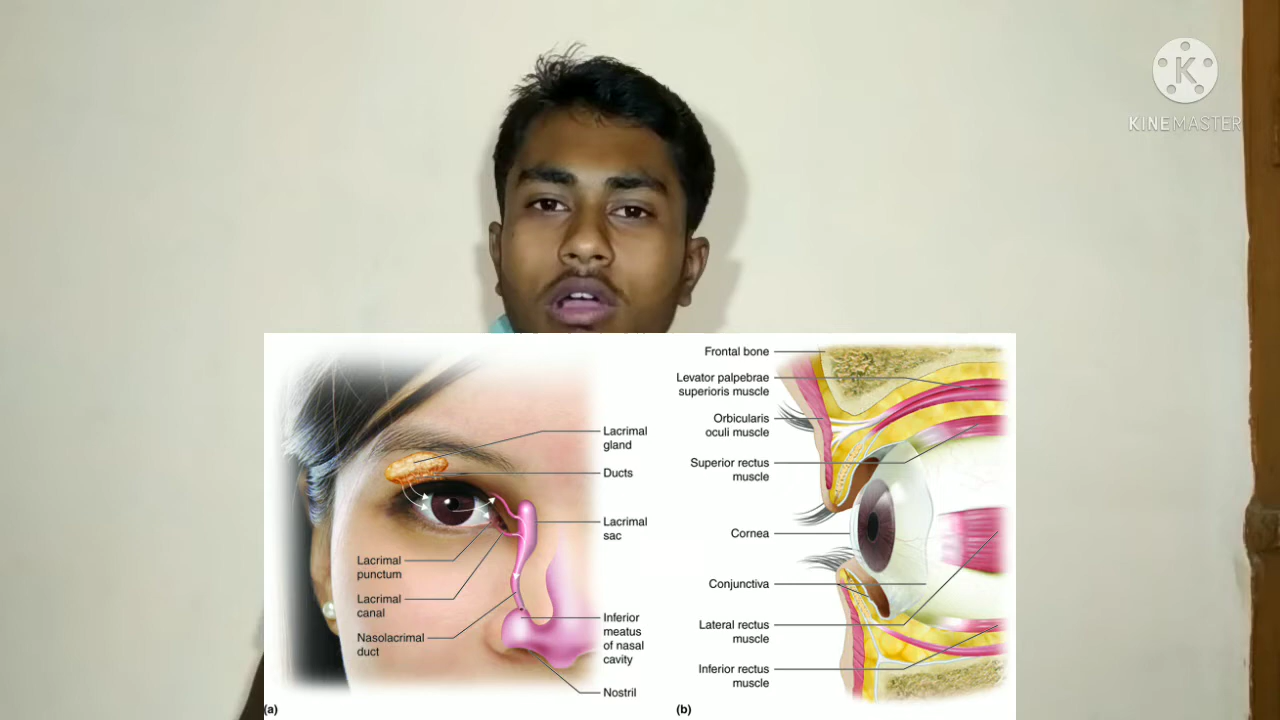 K
KINEMASTER
Lacrimal
gland
Ducts
Lacrimal
sac
Lacrimal
punctum
Lacrimal
canal
Nasolacrimal
duct
Inferior
meatus
of nasal
cavity
Nostril
(a)
Frontal bone
Levator palpebrae
superioris muscle
Orbicularis
oculi muscle
Superior rectus
muscle
Cornea
Conjunctiva
Lateral rectus
muscle
Inferior rectus
muscle
(b)